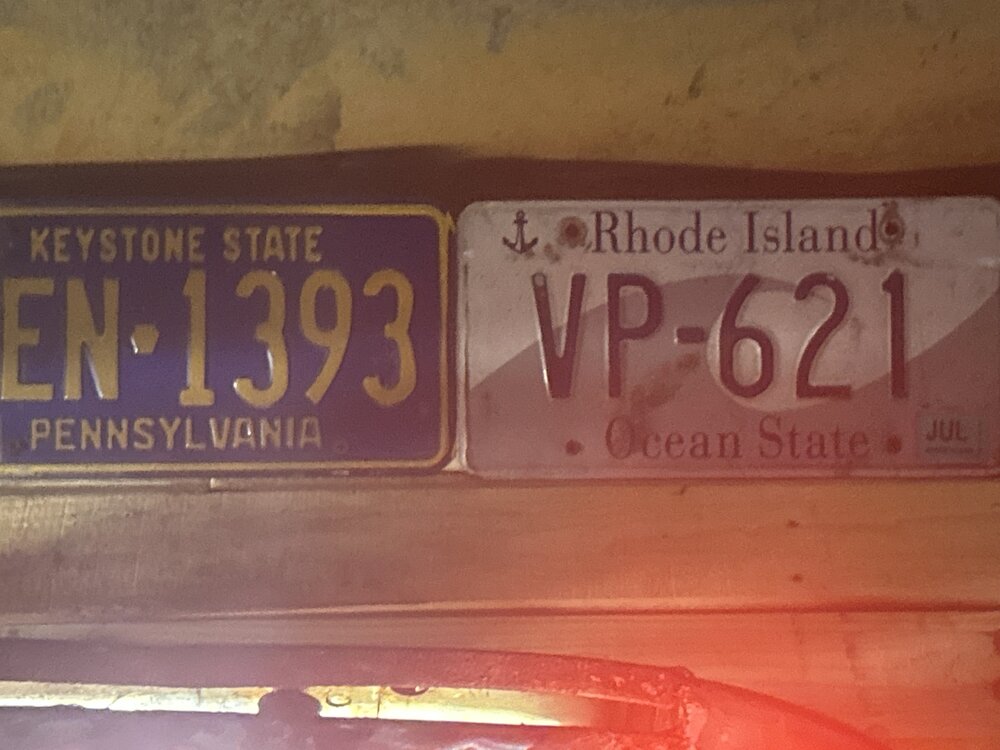 KEYSTONE STATE
EN·1393
PENNSYLVANIA
Rhode Island
VP-621
Ocean State
JUL